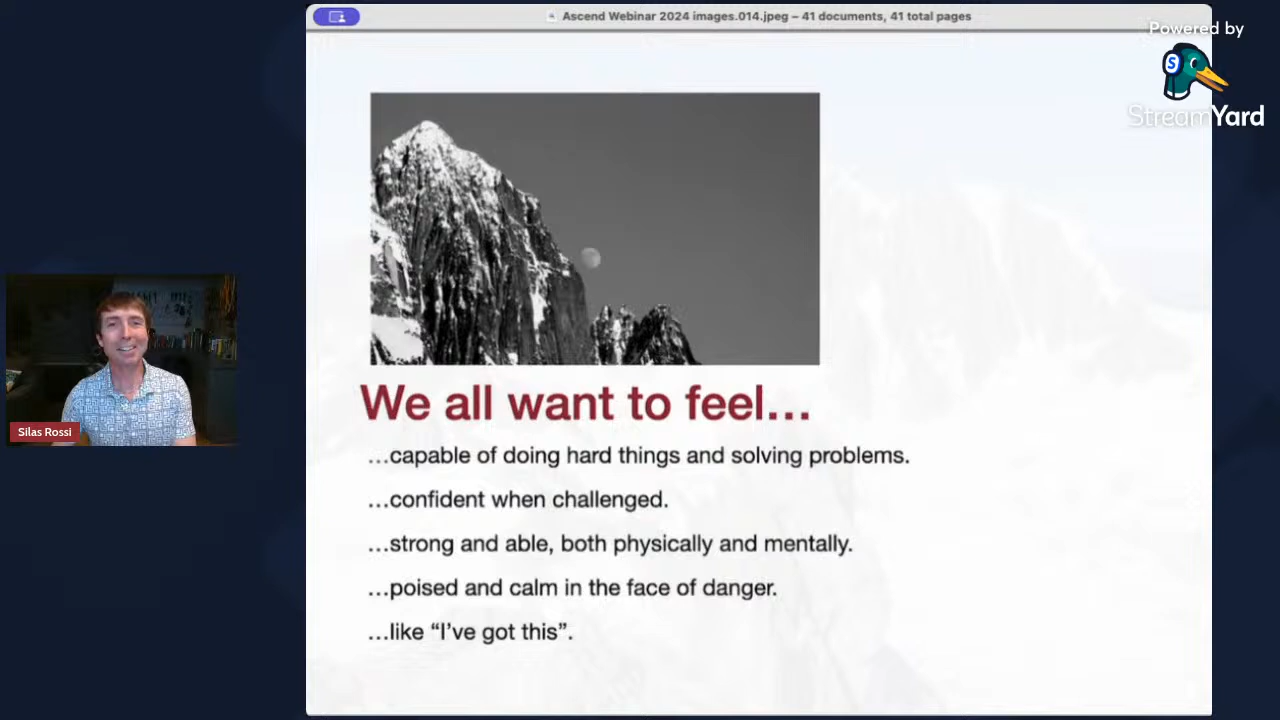 Ascend Webinar 2024 images.014.jpeg – 41 documents, 41 total pages
Powered by
S
StreamYard
We all want to feel…
…capable of doing hard things and solving problems.
…confident when challenged.
…strong and able, both physically and mentally.
…poised and calm in the face of danger.
…like “I’ve got this”.
Silas Rossi